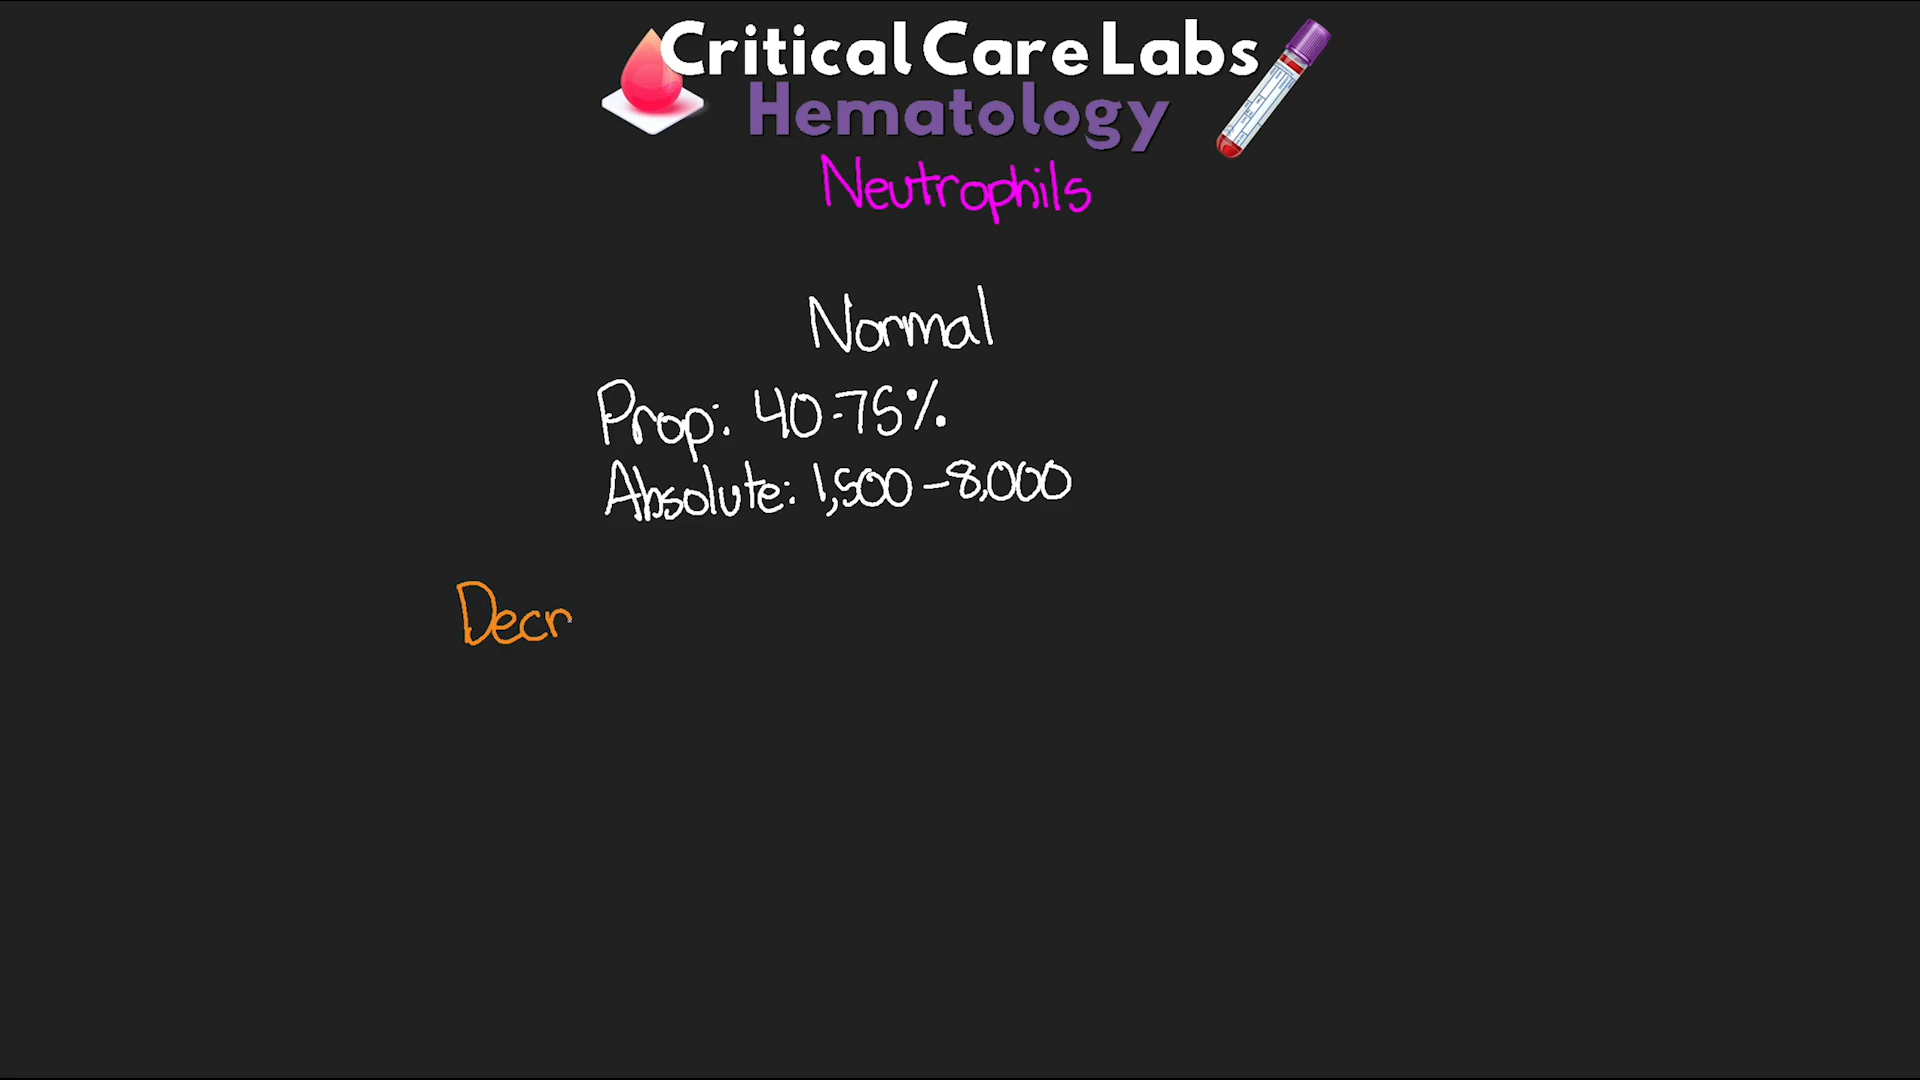 Critical Care Labs
Hematology
Neutrophils
Normal
Prop: 40-75%
Absolute: 1,500-8,000
Decr